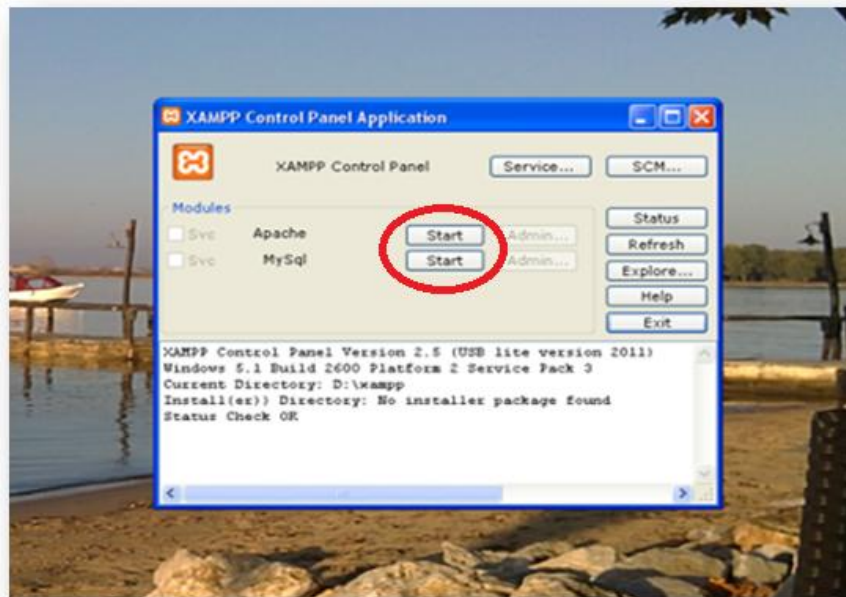 XAMPP Control Panel Application
XAMPP Control Panel Service... SCM...
Modules
Svc Apache Start Admin...
Svc MySql Start Admin...
Status
Refresh
Explore...
Help
Exit
XAMPP Control Panel Version 2.5 (USB lite version 2011)
Windows 5.1 Build 2600 Platform 2 Service Pack 3
Current Directory: D:\xampp
Install(er)) Directory: No installer package found
Status Check OK